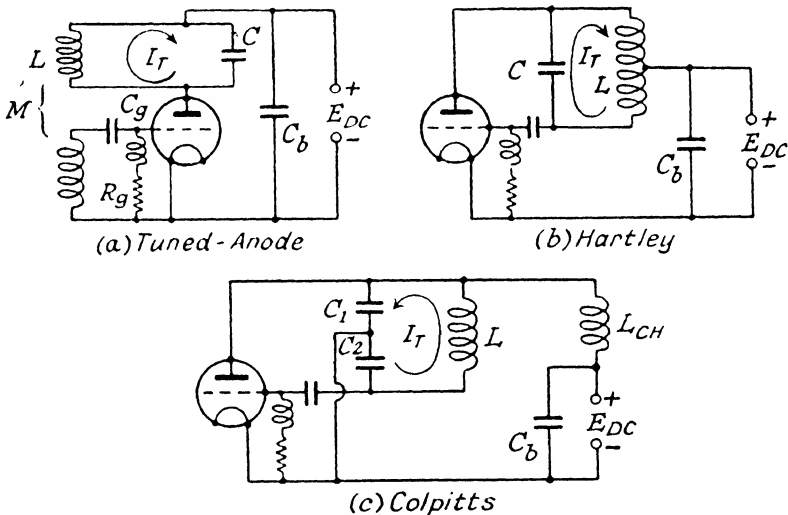 L
M
I_T
C
C_g
R_g
C_b
+
E_DC
-
(a) Tuned-Anode
C
I_T
L
C_b
+
E_DC
-
(b) Hartley
C_1
C_2
I_T
L
L_CH
C_b
+
E_DC
-
(c) Colpitts